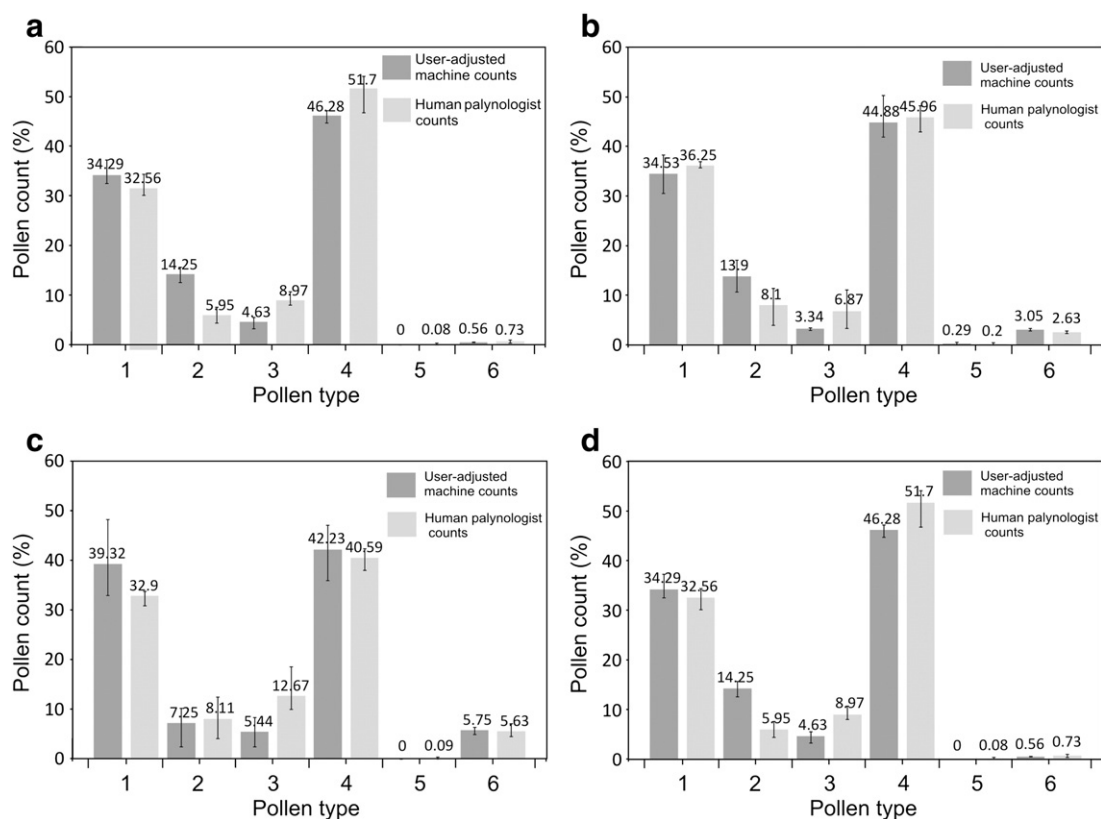 a
60
50
40
30
20
10
0
Pollen count (%)
User-adjusted
machine counts
Human palynologist
counts
34.29
32.56
14.25
5.95
4.63
8.97
46.28
51.7
0
0.08
0.56
0.73
1 2 3 4 5 6
Pollen type
b
60
50
40
30
20
10
0
Pollen count (%)
User-adjusted
machine counts
Human palynologist
counts
34.53
36.25
13.9
8.1
3.34
6.87
44.88
45.96
0.29
0.2
3.05
2.63
1 2 3 4 5 6
Pollen type
c
60
50
40
30
20
10
0
Pollen count (%)
User-adjusted
machine counts
Human palynologist
counts
39.32
32.9
7.25
8.11
5.44
12.67
42.23
40.59
0
0.09
5.75
5.63
1 2 3 4 5 6
Pollen type
d
60
50
40
30
20
10
0
Pollen count (%)
User-adjusted
machine counts
Human palynologist
counts
34.29
32.56
14.25
5.95
4.63
8.97
46.28
51.7
0
0.08
0.56
0.73
1 2 3 4 5 6
Pollen type